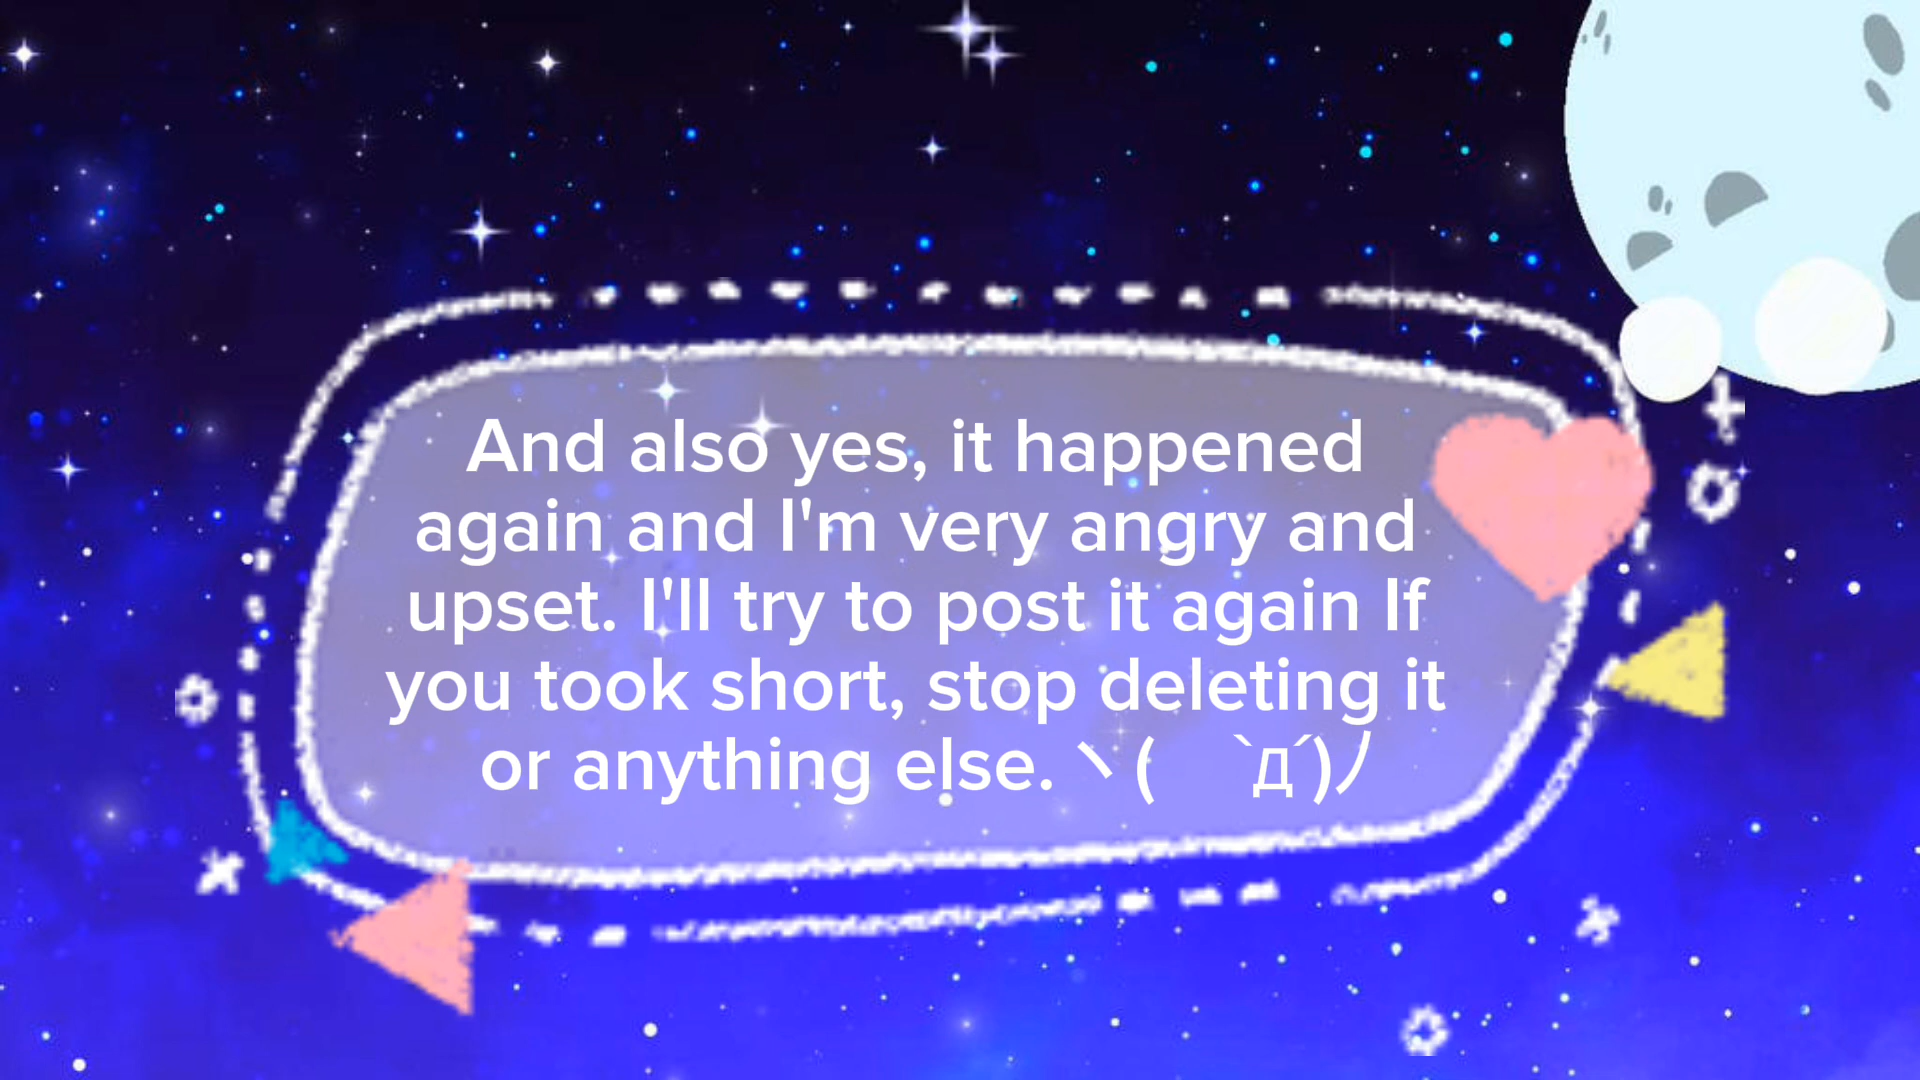 And also yes, it happened
again and I'm very angry and
upset. I'll try to post it again If
you took short, stop deleting it
or anything else.ヽ(　`д´)ﾉ